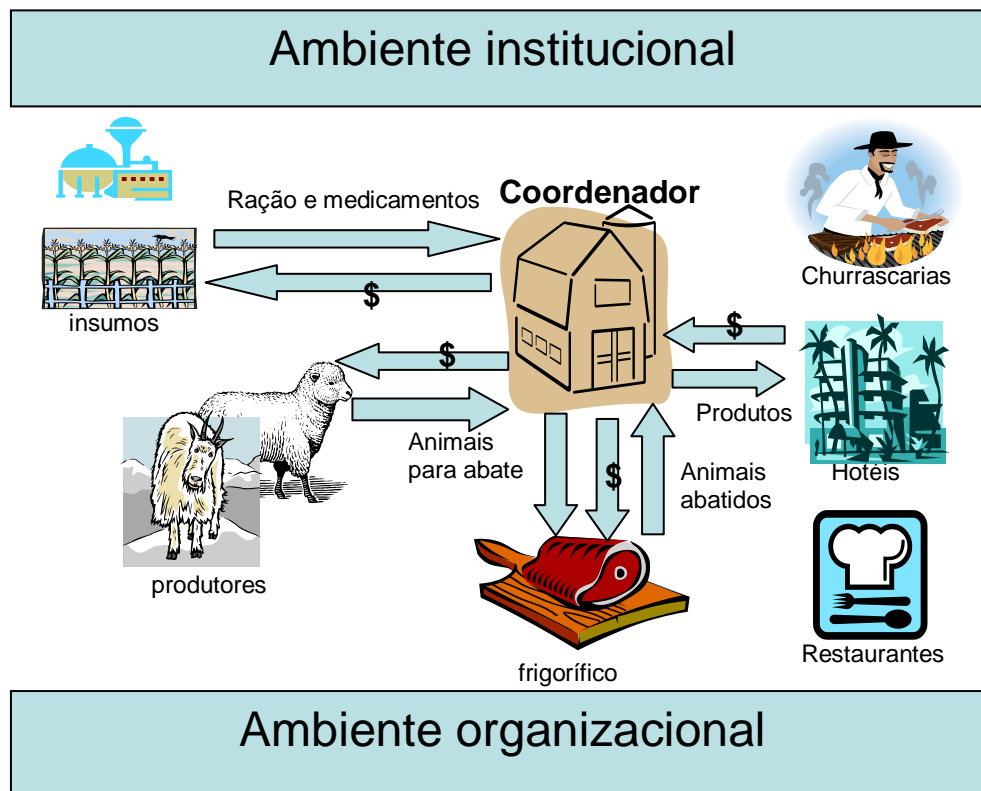 Ambiente institucional
Ração e medicamentos
Coordenador
Churrascarias
$
insumos
$
$
Produtos
Animais
para abate
$
Animais
abatidos
Hotéis
produtores
frigorífico
Restaurantes
Ambiente organizacional